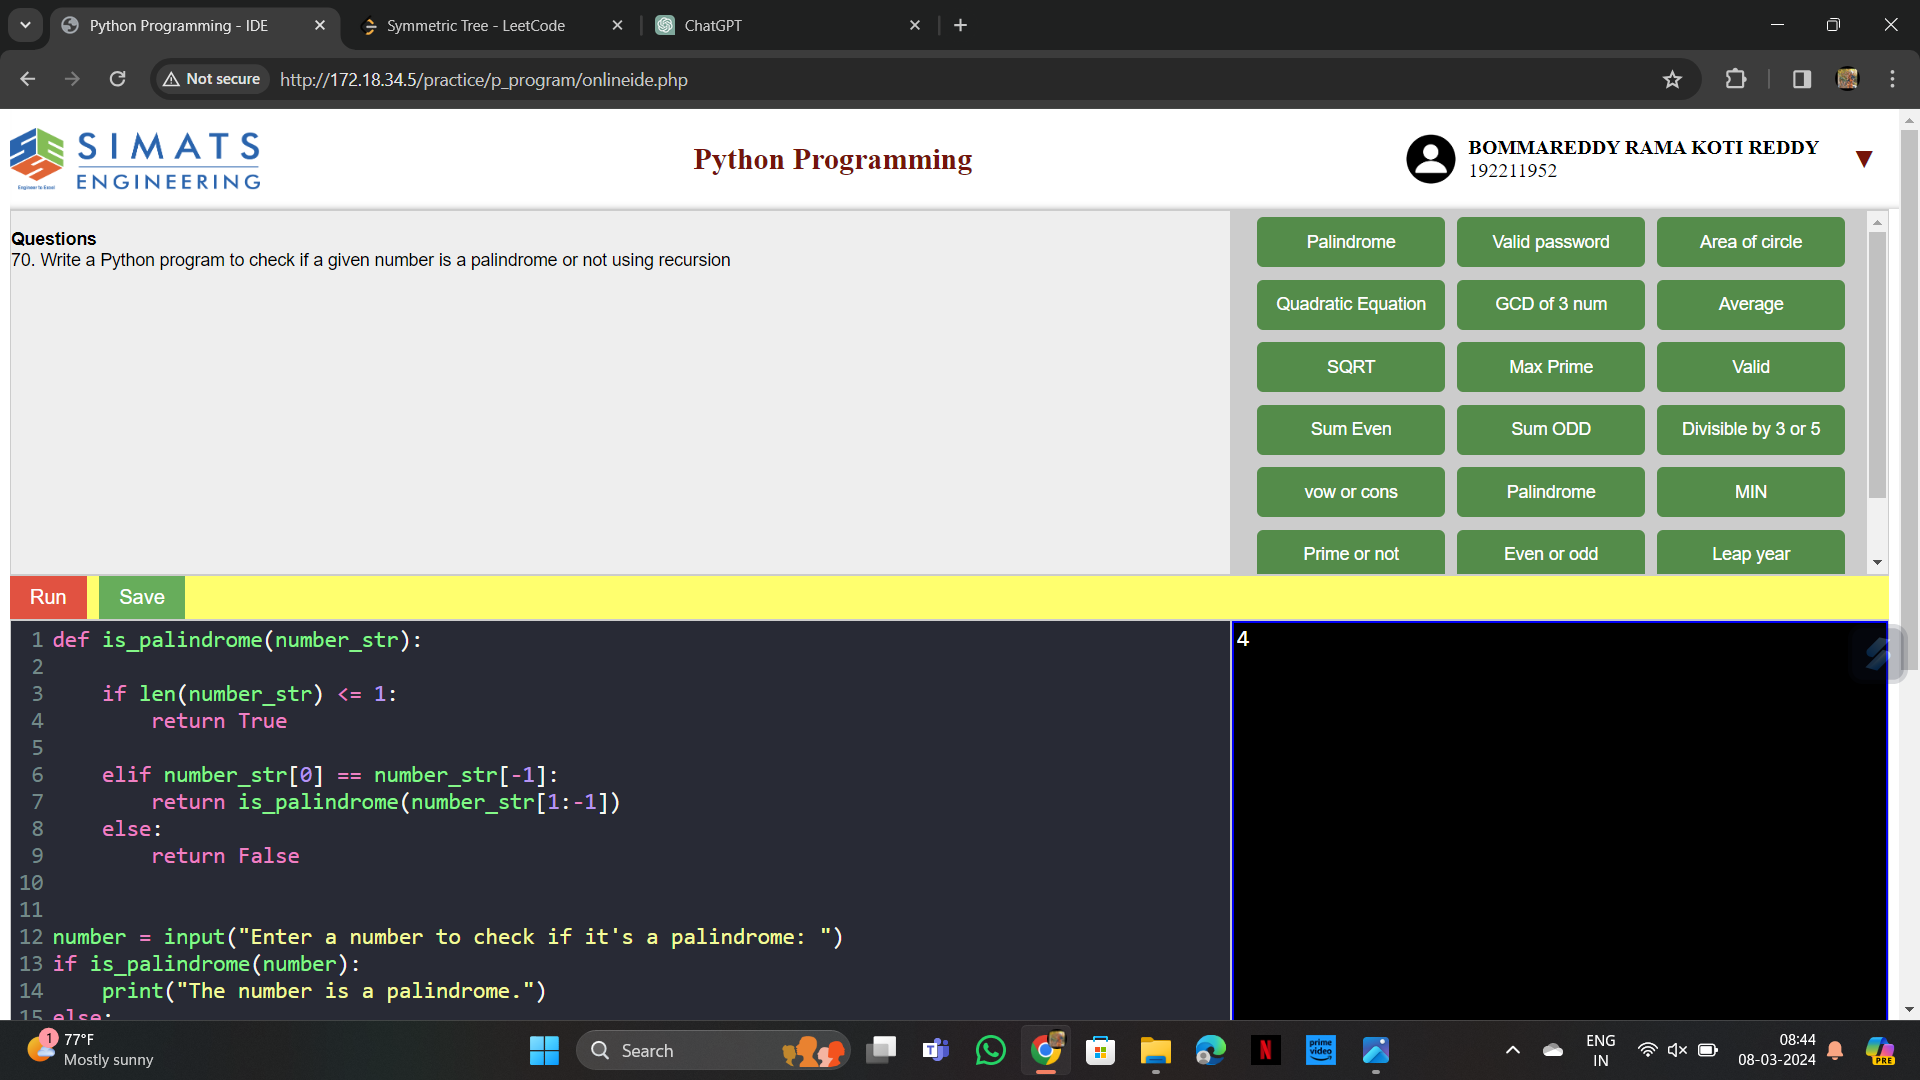 Python Programming - IDE
Symmetric Tree - LeetCode
ChatGPT
Not secure
http://172.18.34.5/practice/p_program/onlineide.php
SIMATS
ENGINEERING
Engineer to Excel
Python Programming
BOMMAREDDY RAMA KOTI REDDY
192211952
Questions
70. Write a Python program to check if a given number is a palindrome or not using recursion
Palindrome
Valid password
Area of circle
Quadratic Equation
GCD of 3 num
Average
SQRT
Max Prime
Valid
Sum Even
Sum ODD
Divisible by 3 or 5
vow or cons
Palindrome
MIN
Prime or not
Even or odd
Leap year
Run
Save
1 def is_palindrome(number_str):
2
3     if len(number_str) <= 1:
4         return True
5
6     elif number_str[0] == number_str[-1]:
7         return is_palindrome(number_str[1:-1])
8     else:
9         return False
10
11
12 number = input("Enter a number to check if it's a palindrome: ")
13 if is_palindrome(number):
14     print("The number is a palindrome.")
15 else:
4
1
77°F
Mostly sunny
Search
prime video
N
PRE
ENG
IN
08:44
08-03-2024